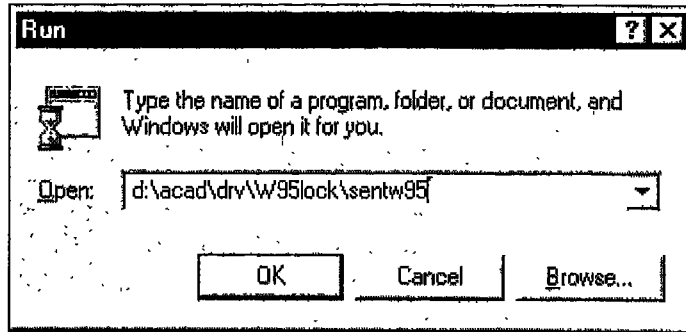 Run
Type the name of a program, folder, or document, and
Windows will open it for you.
Open: d:\acad\drv\W95lock\sentw95
OK Cancel Browse...